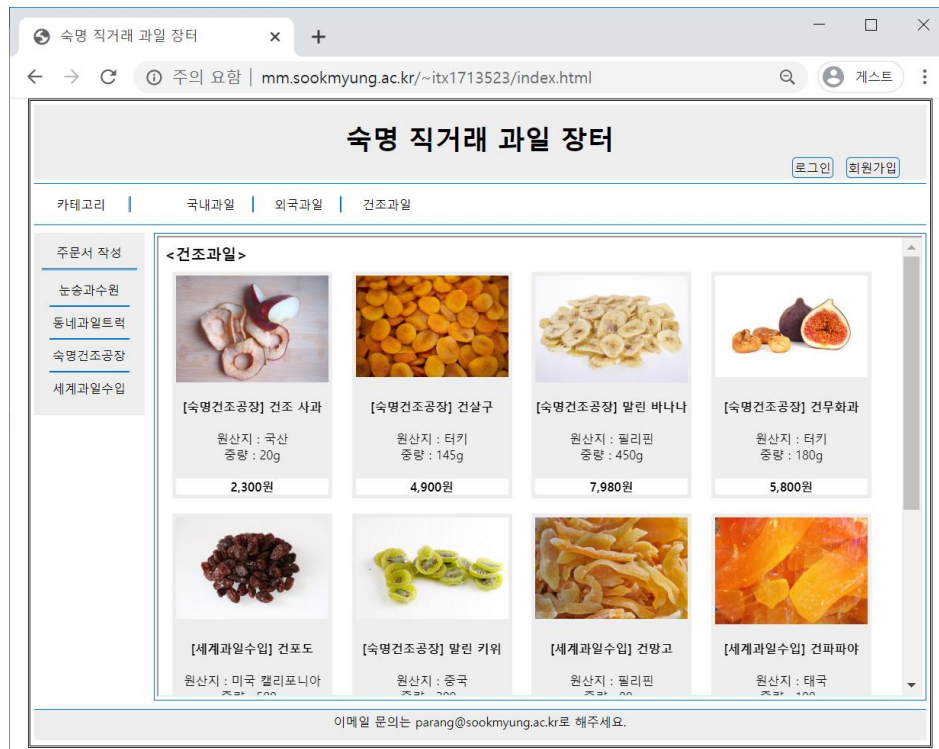 숙명 직거래 과일 장터
주의 요함 | mm.sookmyung.ac.kr/~itx1713523/index.html
게스트
숙명 직거래 과일 장터
로그인 회원가입
카테고리 국내과일 외국과일 건조과일
주문서 작성
눈송과수원
동네과일트럭
숙명건조공장
세계과일수입
<건조과일>
[숙명건조공장] 건조 사과
원산지 : 국산
중량 : 20g
2,300원
[숙명건조공장] 건살구
원산지 : 터키
중량 : 145g
4,900원
[숙명건조공장] 말린 바나나
원산지 : 필리핀
중량 : 450g
7,980원
[숙명건조공장] 건무화과
원산지 : 터키
중량 : 180g
5,800원
[세계과일수입] 건포도
원산지 : 미국 캘리포니아
[숙명건조공장] 말린 키위
원산지 : 중국
[세계과일수입] 건망고
원산지 : 필리핀
[세계과일수입] 건파파야
원산지 : 태국
이메일 문의는 parang@sookmyung.ac.kr로 해주세요.